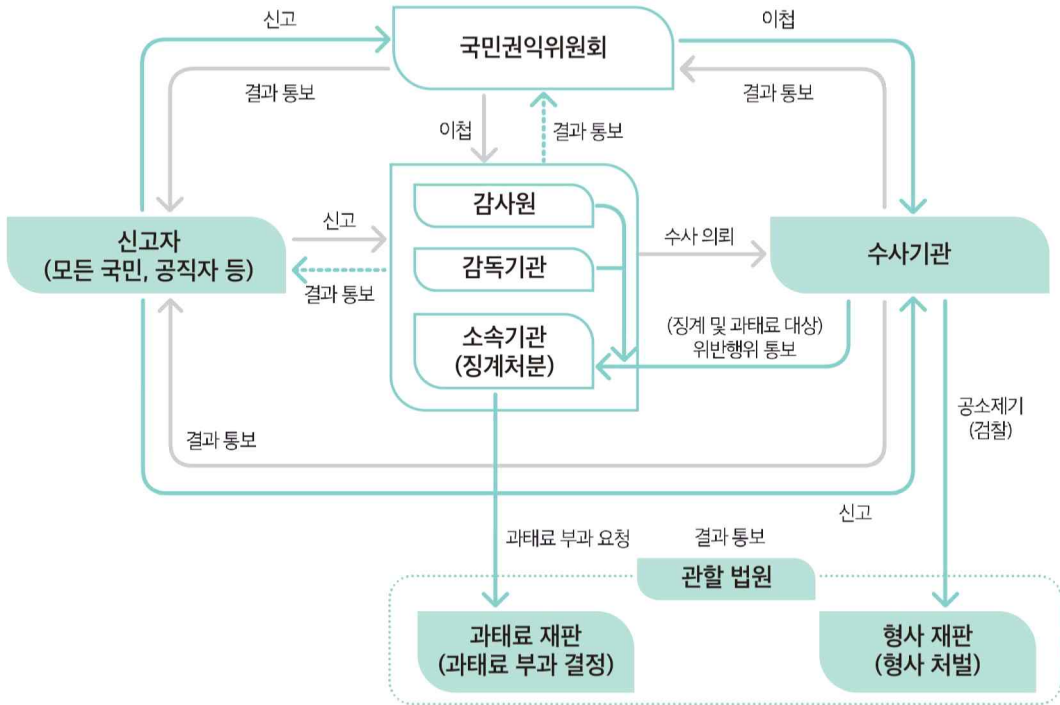 신고
이첩
국민권익위원회
결과 통보
결과 통보
이첩
결과 통보
감사원
신고자
(모든 국민, 공직자 등)
신고
수사 의뢰
수사기관
감독기관
결과 통보
소속기관
(징계처분)
(징계 및 과태료 대상)
위반행위 통보
공소제기
(검찰)
결과 통보
신고
과태료 부과 요청
결과 통보
관할 법원
과태료 재판
(과태료 부과 결정)
형사 재판
(형사 처벌)